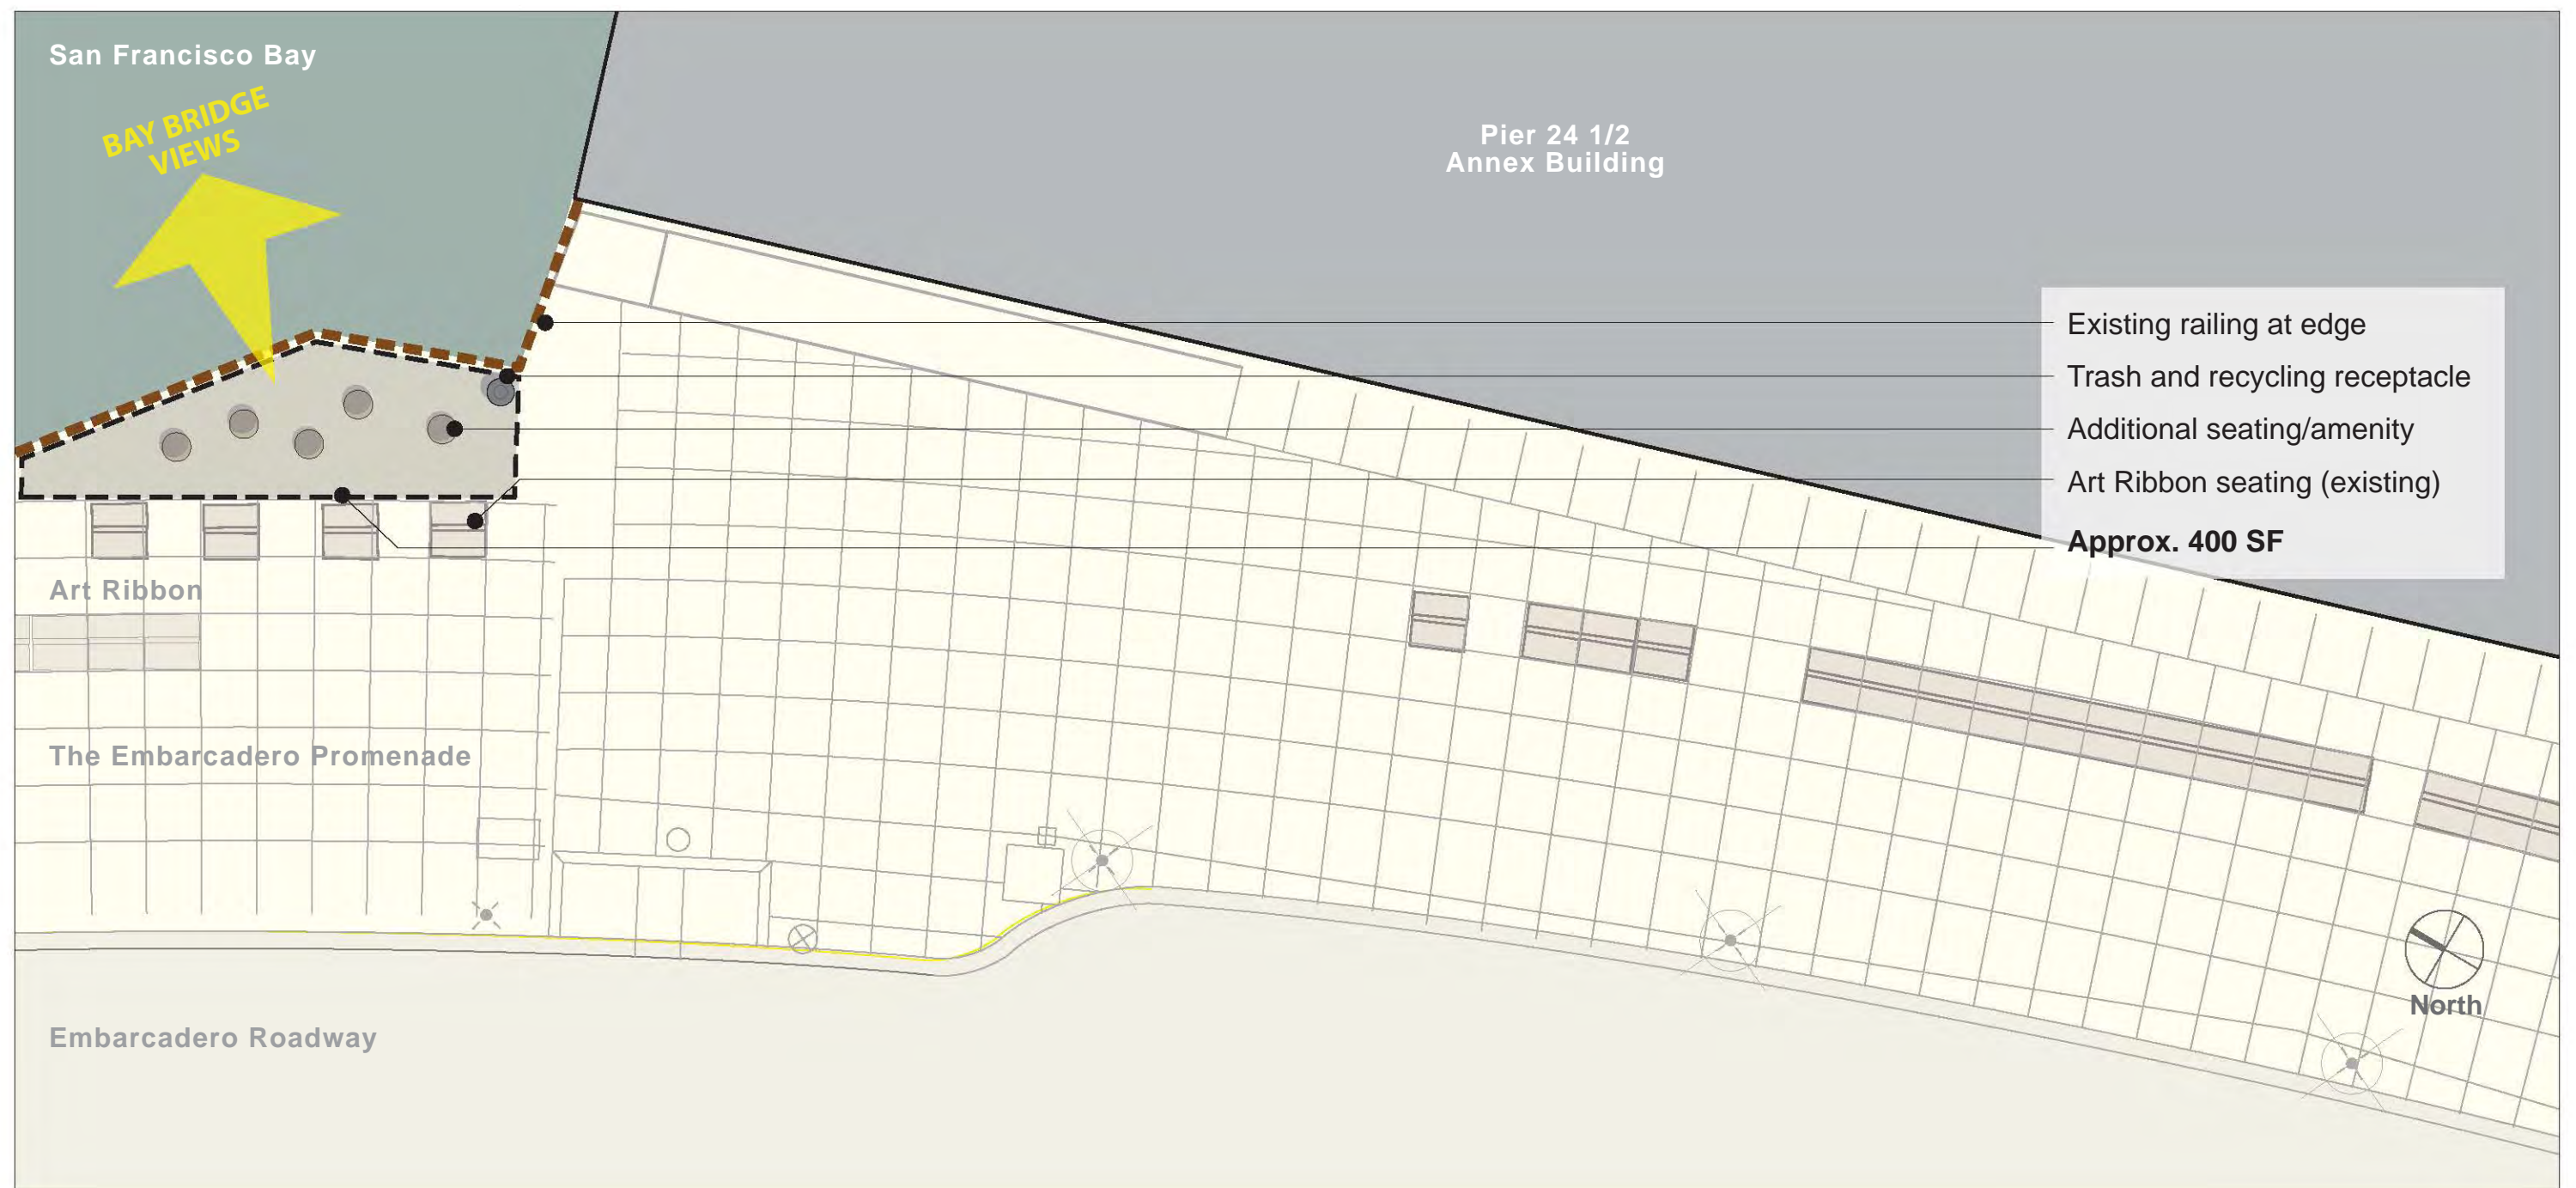 San Francisco Bay
BAY BRIDGE
VIEWS
Pier 24 1/2
Annex Building
Existing railing at edge
Trash and recycling receptacle
Additional seating/amenity
Art Ribbon seating (existing)
Approx. 400 SF
Art Ribbon
The Embarcadero Promenade
North
Embarcadero Roadway